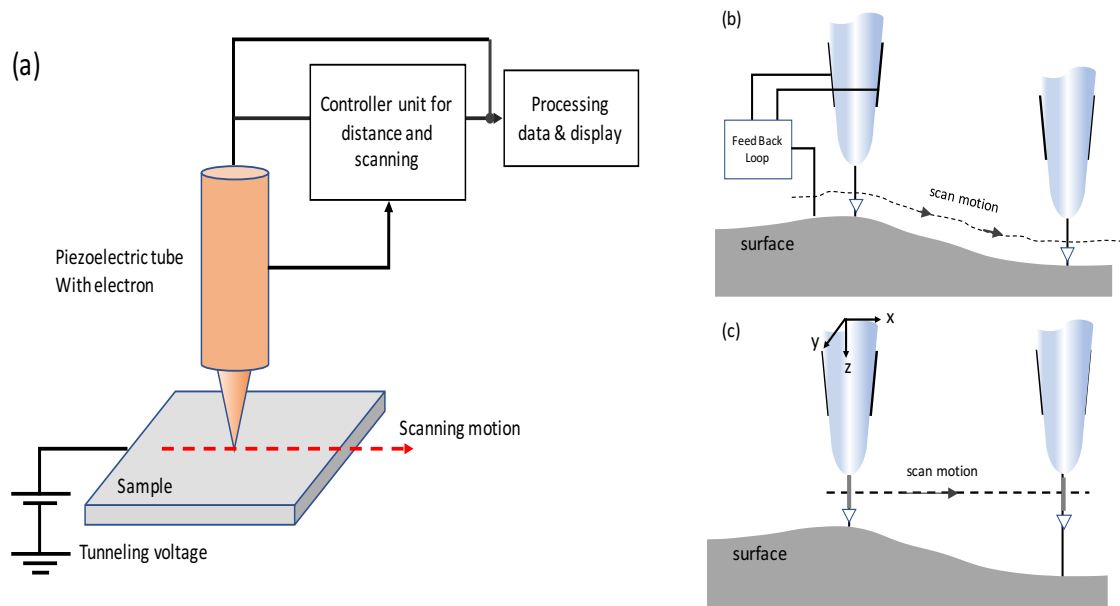 (a)
Controller unit for
distance and
scanning
Processing
data & display
Piezoelectric tube
With electron
Scanning motion
Sample
Tunneling voltage
(b)
Feed Back
Loop
scan motion
surface
(c)
x
y
z
scan motion
surface